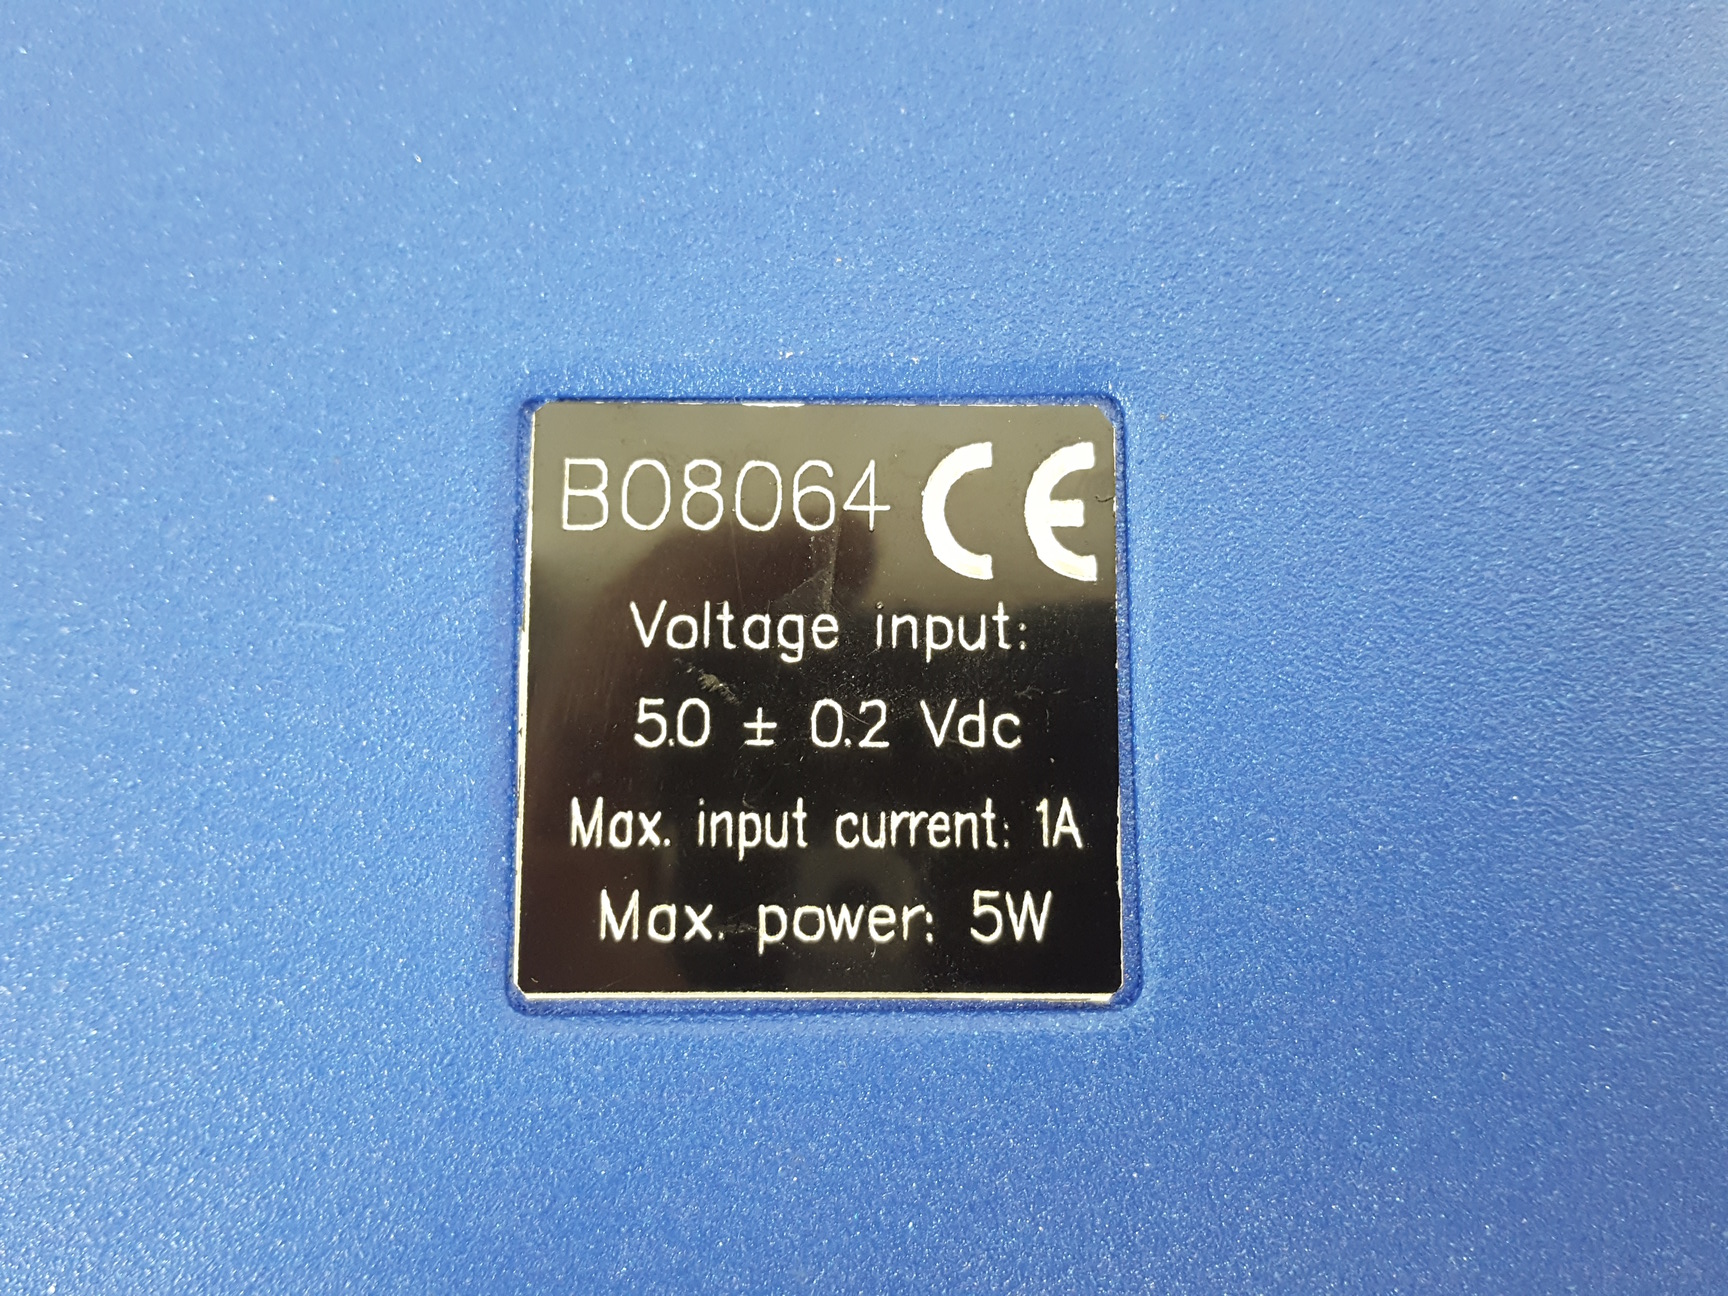 B08064 CE
Voltage input:
5.0 ± 0.2 Vdc
Max. input current: 1A
Max. power: 5W